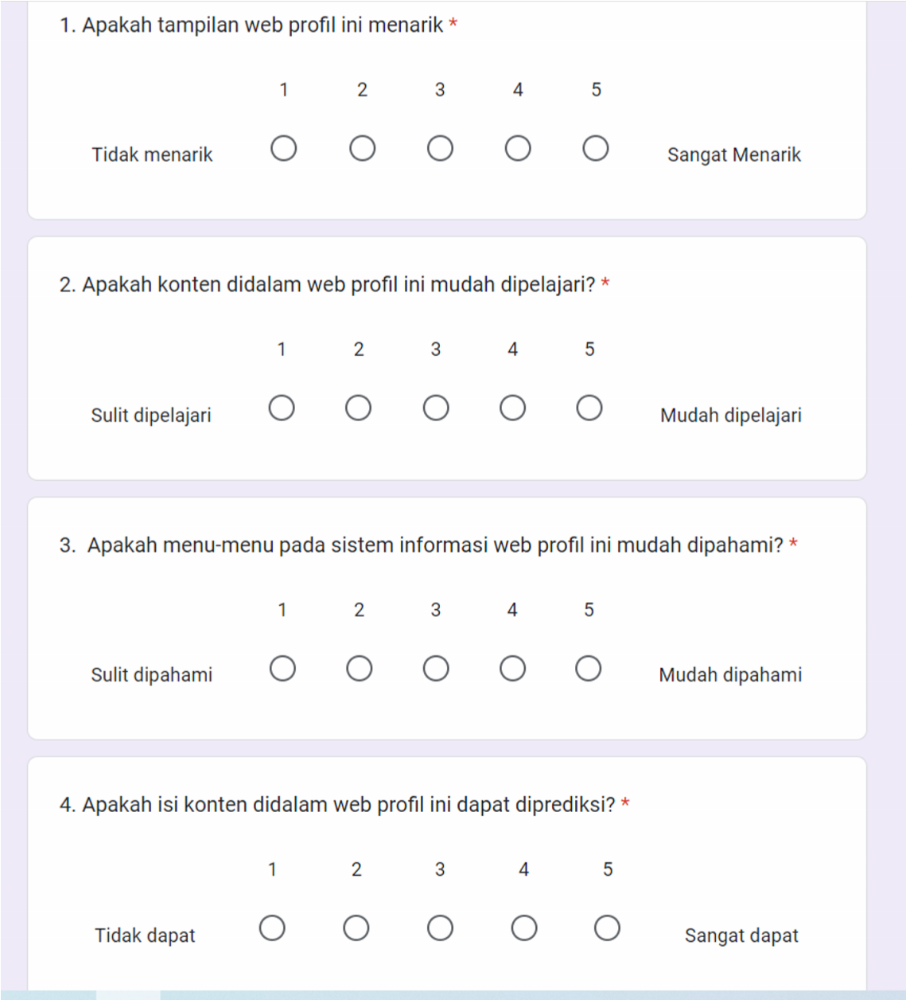 1. Apakah tampilan web profil ini menarik *
1 2 3 4 5
Tidak menarik Sangat Menarik
2. Apakah konten didalam web profil ini mudah dipelajari? *
1 2 3 4 5
Sulit dipelajari Mudah dipelajari
3. Apakah menu-menu pada sistem informasi web profil ini mudah dipahami? *
1 2 3 4 5
Sulit dipahami Mudah dipahami
4. Apakah isi konten didalam web profil ini dapat diprediksi? *
1 2 3 4 5
Tidak dapat Sangat dapat